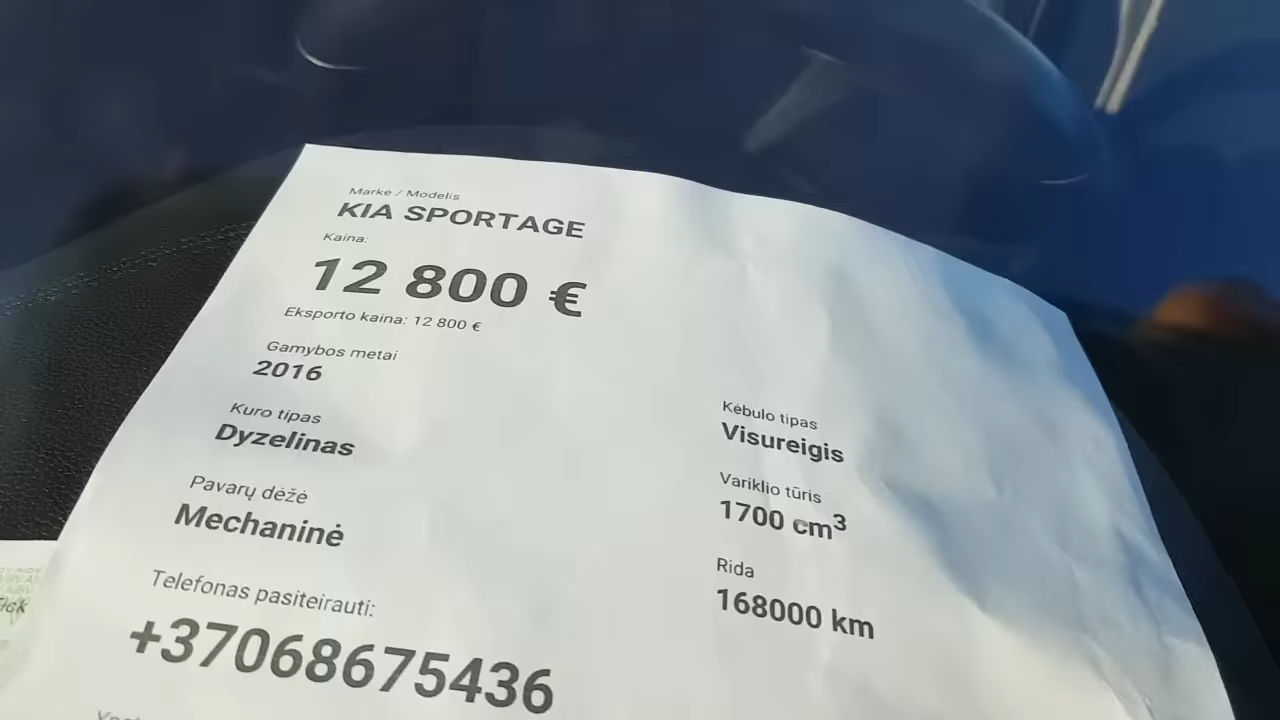 Markė / Modelis
KIA SPORTAGE
Kaina:
12 800 €
Eksporto kaina: 12 800 €
Gamybos metai
2016
Kuro tipas
Dyzelinas
Pavarų dėžė
Mechaninė
Kėbulo tipas
Visureigis
Variklio tūris
1700 cm³
Rida
168000 km
Telefonas pasiteirauti:
+37068675436